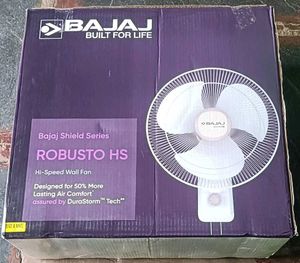 BAJAJ
BUILT FOR LIFE
BAJAJ
Bajaj Shield Series
ROBUSTO HS
Hi-Speed Wall Fan
Designed for 50% More
Lasting Air Comfort*
assured by DuraStorm™ Tech**